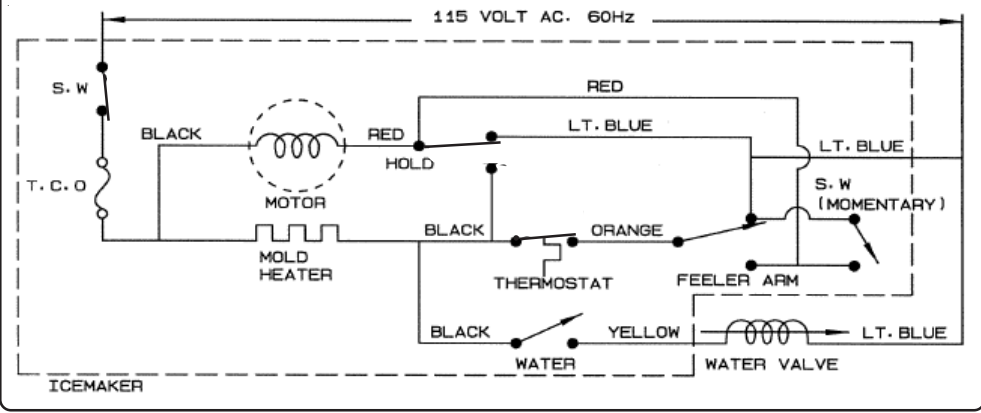 115 VOLT AC. 60Hz
S.W
RED
BLACK
RED
LT.BLUE
LT.BLUE
HOLD
T.C.O
MOTOR
S.W
(MOMENTARY)
BLACK
ORANGE
MOLD
HEATER
THERMOSTAT
FEELER ARM
BLACK
YELLOW
LT.BLUE
WATER
WATER VALVE
ICEMAKER